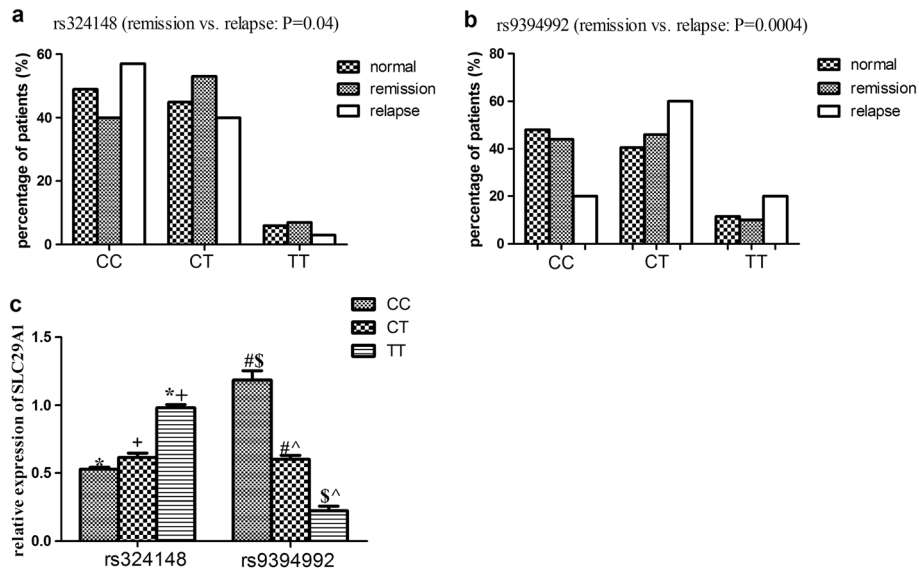 a
rs324148 (remission vs. relapse: P=0.04)
percentage of patients (%)
60
40
20
0
CC CT TT
normal
remission
relapse
b
rs9394992 (remission vs. relapse: P=0.0004)
percentage of patients (%)
80
60
40
20
0
CC CT TT
normal
remission
relapse
c
relative expression of SLC29A1
1.5
1.0
0.5
0.0
* + *+ #$ #^ $^
rs324148 rs9394992
CC
CT
TT